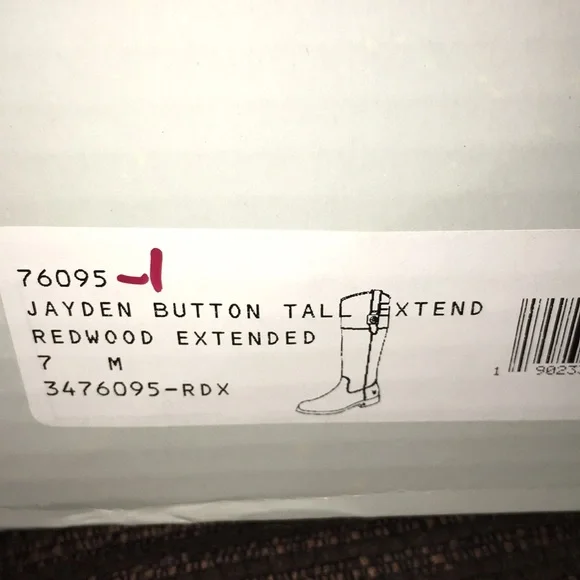 76095 -1
JAYDEN BUTTON TALL EXTEND
REDWOOD EXTENDED
7 M
3476095-RDX
1 9023